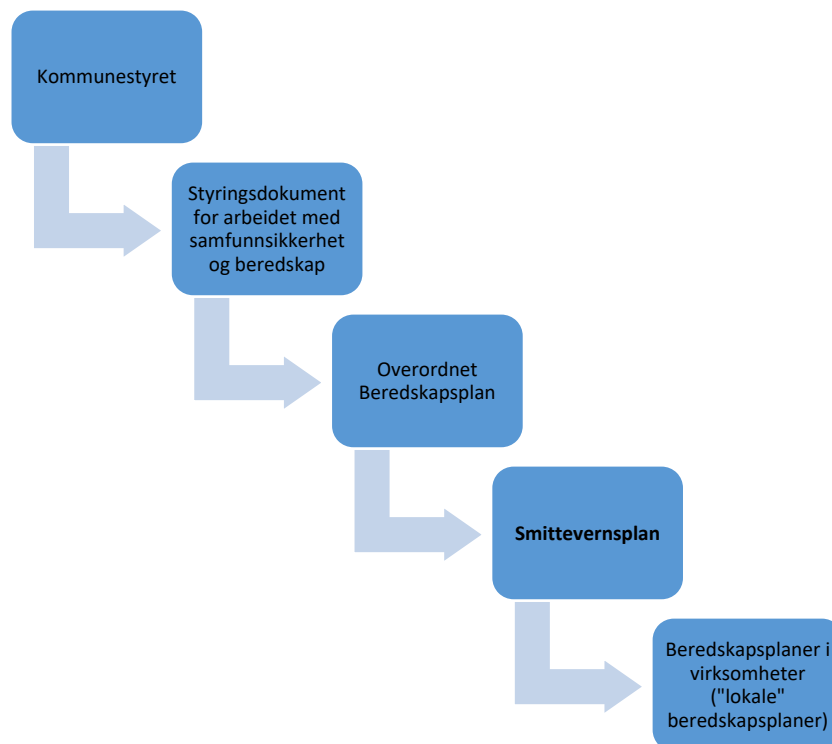 Kommunestyret
Styringsdokument
for arbeidet med
samfunnsikkerhet
og beredskap
Overordnet
Beredskapsplan
Smittevernsplan
Beredskapsplaner i
virksomheter
("lokale"
beredskapsplaner)